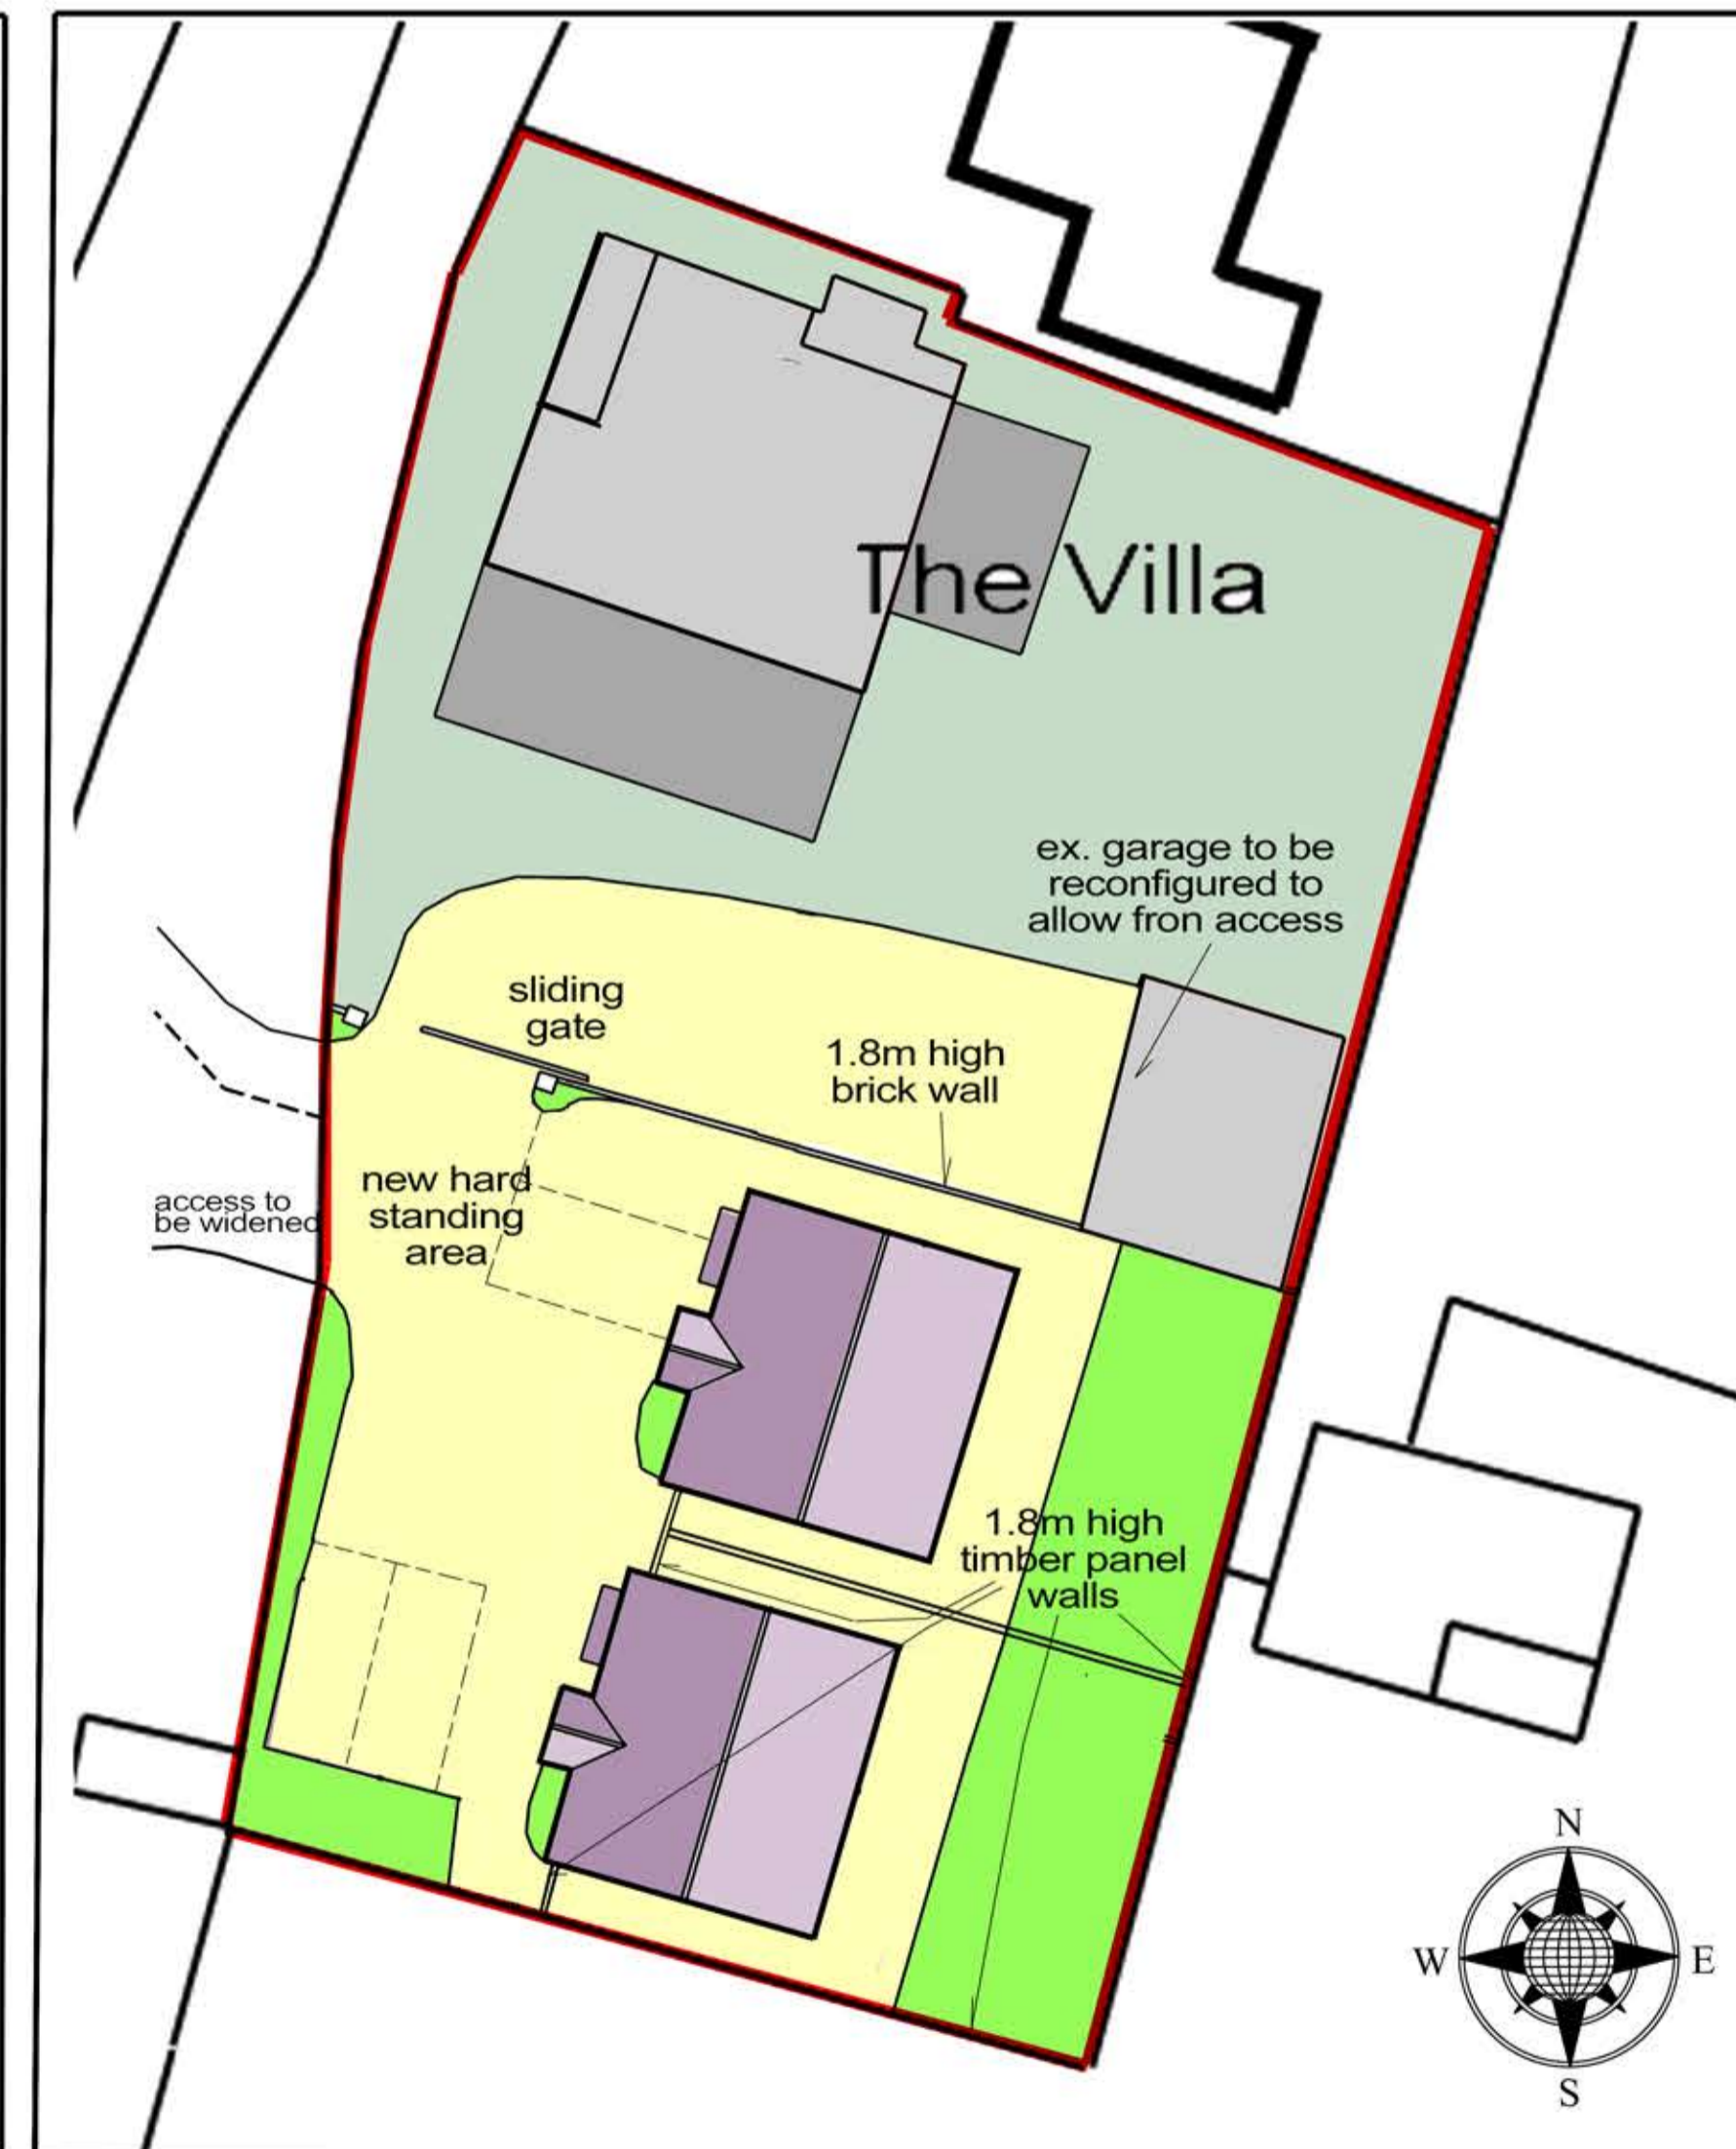 The Villa
ex. garage to be
reconfigured to
allow fron access
sliding
gate
1.8m high
brick wall
new hard
standing
area
access to
be widened
1.8m high
timber panel
walls
N
W
E
S